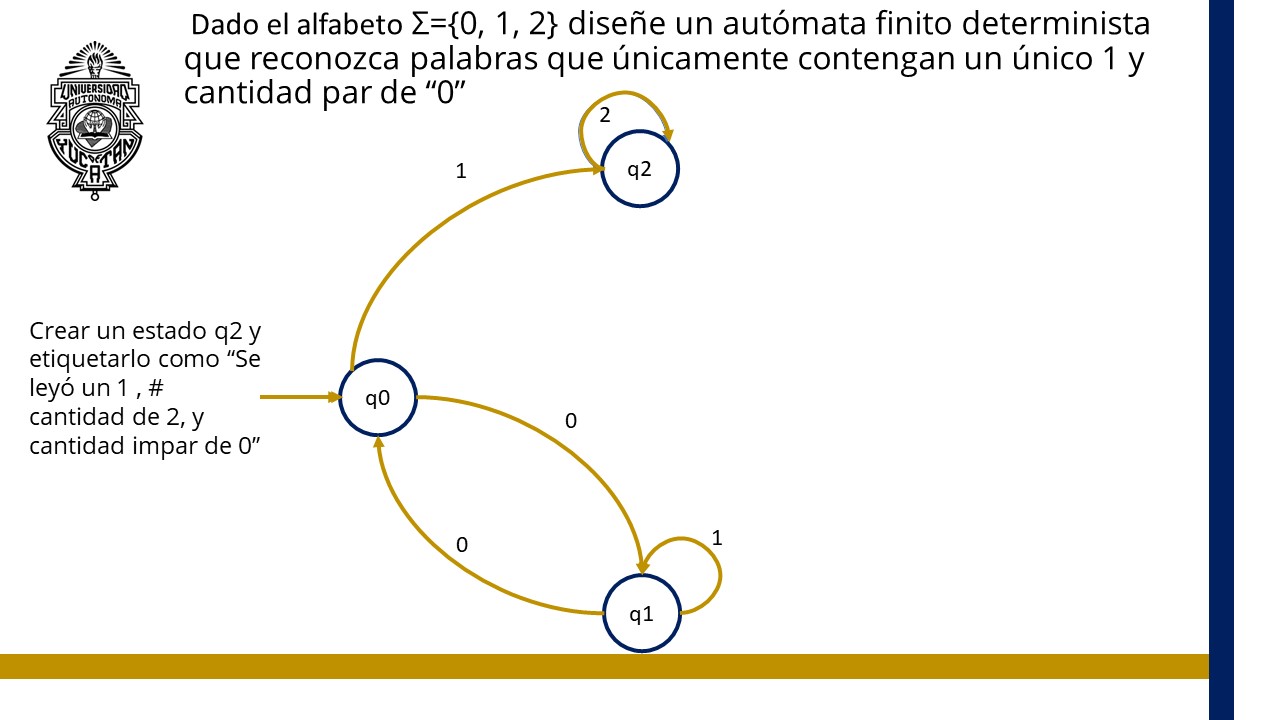 Dado el alfabeto Σ={0, 1, 2} diseñe un autómata finito determinista
que reconozca palabras que únicamente contengan un único 1 y
cantidad par de “0”
UNIVERSIDAD
AUTONOMA
YUCATAN
2
q2
1
Crear un estado q2 y
etiquetarlo como “Se
leyó un 1 , #
cantidad de 2, y
cantidad impar de 0”
q0
0
1
0
q1